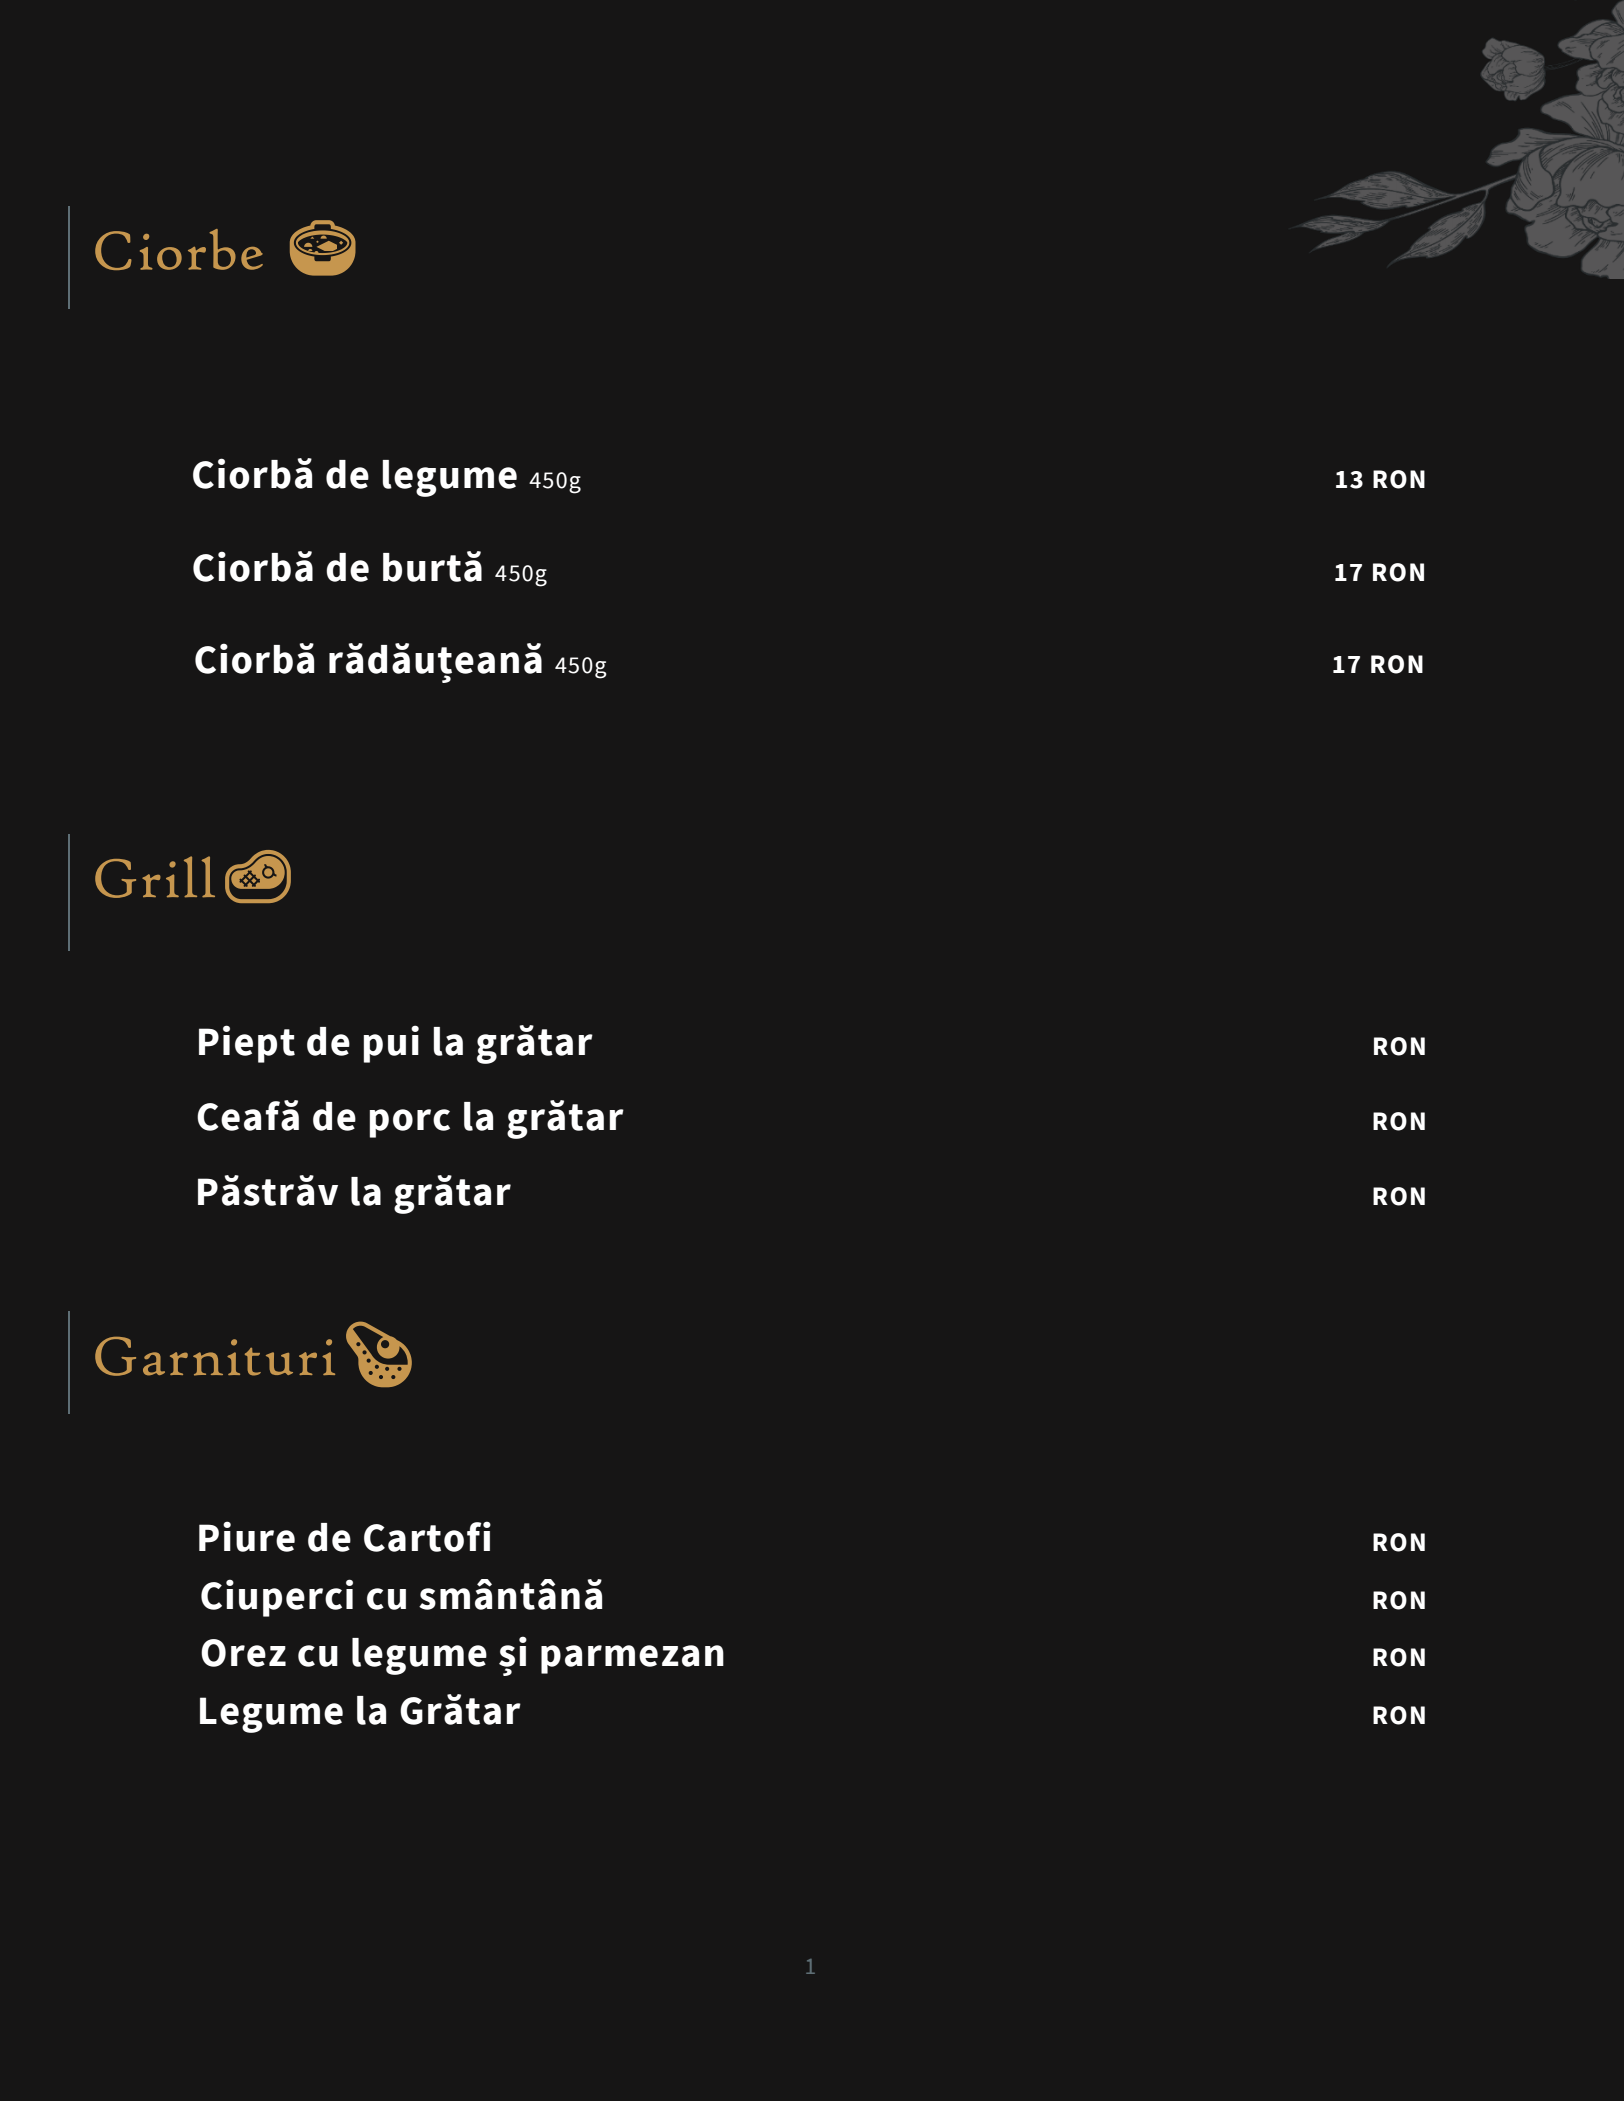 Ciorbe
Ciorbă de legume 450g 13 RON
Ciorbă de burtă 450g 17 RON
Ciorbă rădăuțeană 450g 17 RON
Grill
Piept de pui la grătar RON
Ceafă de porc la grătar RON
Păstrăv la grătar RON
Garnituri
Piure de Cartofi RON
Ciuperci cu smântână RON
Orez cu legume și parmezan RON
Legume la Grătar RON
1